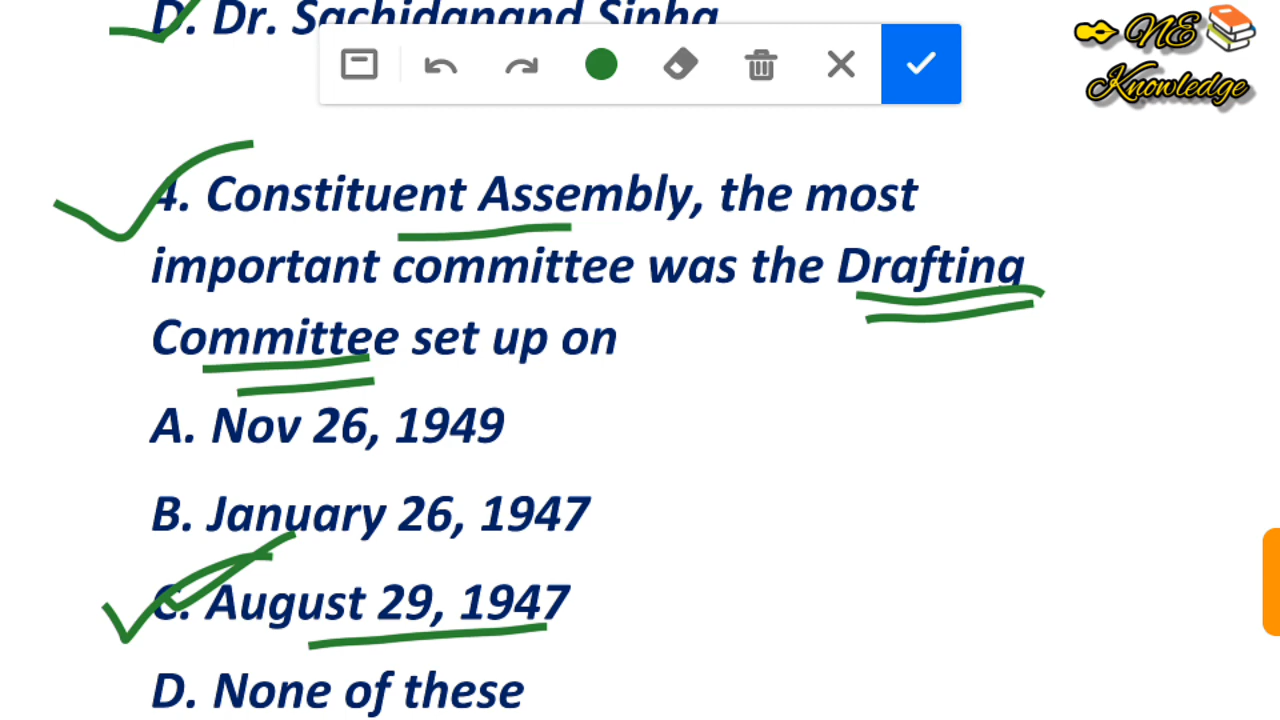 D. Dr. Sachidanand Sinha
NE
Knowledge
4. Constituent Assembly, the most
important committee was the Drafting
Committee set up on
A. Nov 26, 1949
B. January 26, 1947
C. August 29, 1947
D. None of these